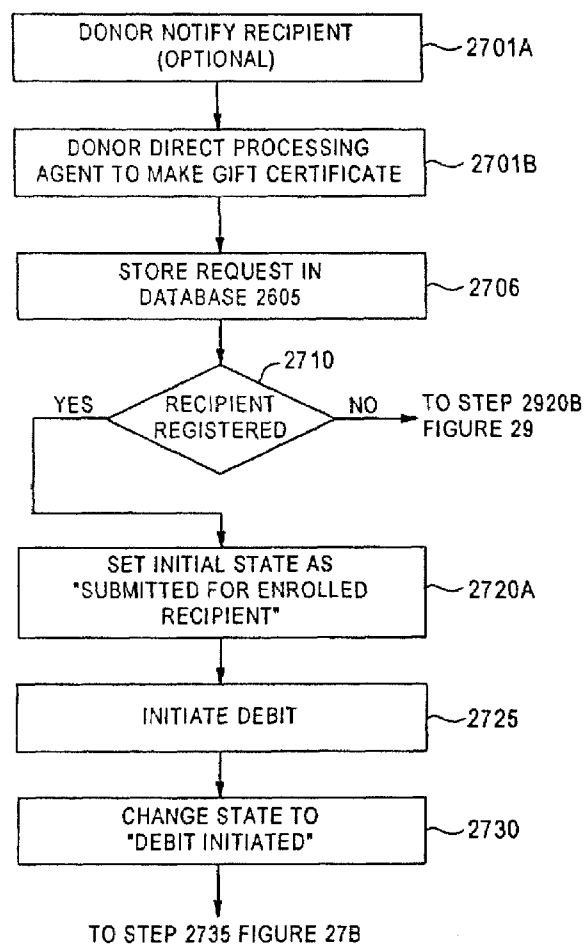 DONOR NOTIFY RECIPIENT
(OPTIONAL)
2701A
DONOR DIRECT PROCESSING
AGENT TO MAKE GIFT CERTIFICATE
2701B
STORE REQUEST IN
DATABASE 2605
2706
2710
YES
RECIPIENT
REGISTERED
NO
TO STEP 2920B
FIGURE 29
SET INITIAL STATE AS
"SUBMITTED FOR ENROLLED
RECIPIENT"
2720A
INITIATE DEBIT
2725
CHANGE STATE TO
"DEBIT INITIATED"
2730
TO STEP 2735 FIGURE 27B